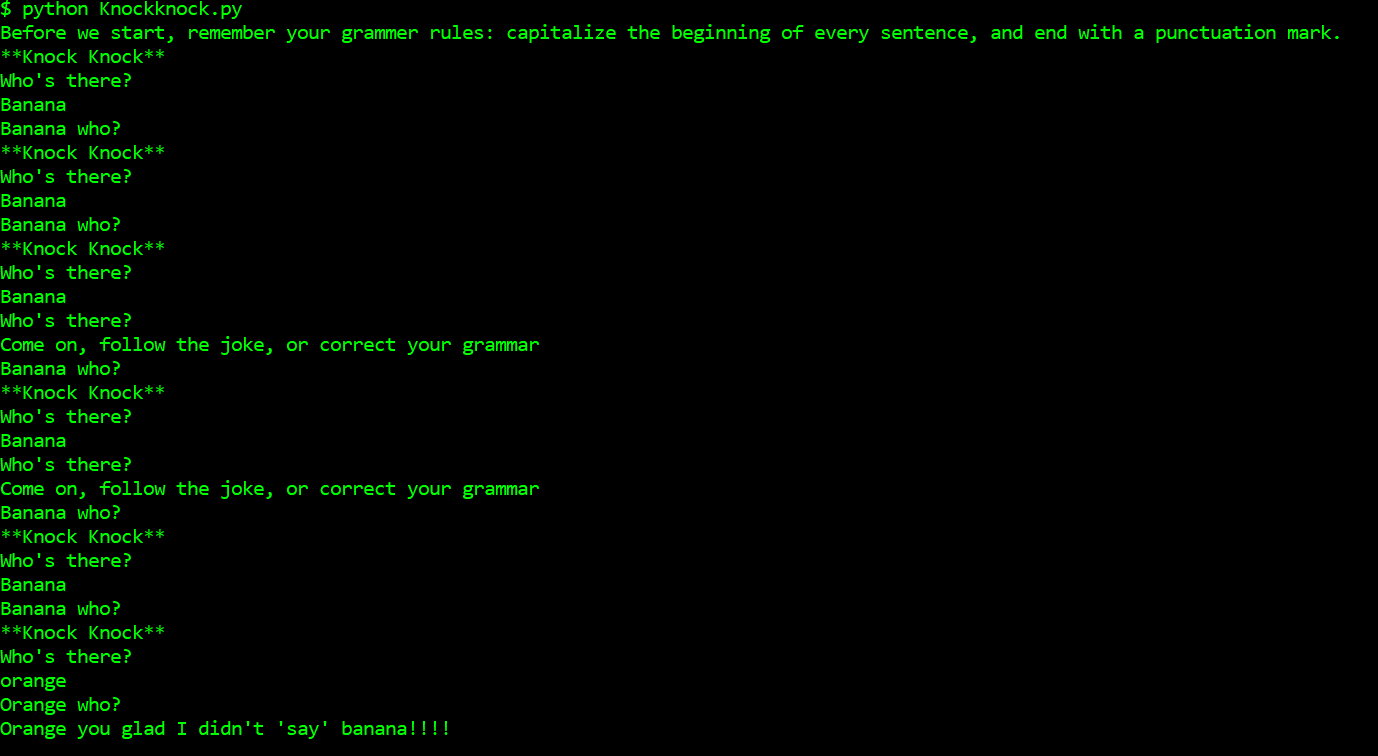 $ python Knockknock.py
Before we start, remember your grammer rules: capitalize the beginning of every sentence, and end with a punctuation mark.
**Knock Knock**
Who's there?
Banana
Banana who?
**Knock Knock**
Who's there?
Banana
Banana who?
**Knock Knock**
Who's there?
Banana
Who's there?
Come on, follow the joke, or correct your grammar
Banana who?
**Knock Knock**
Who's there?
Banana
Who's there?
Come on, follow the joke, or correct your grammar
Banana who?
**Knock Knock**
Who's there?
Banana
Banana who?
**Knock Knock**
Who's there?
orange
Orange who?
Orange you glad I didn't 'say' banana!!!!